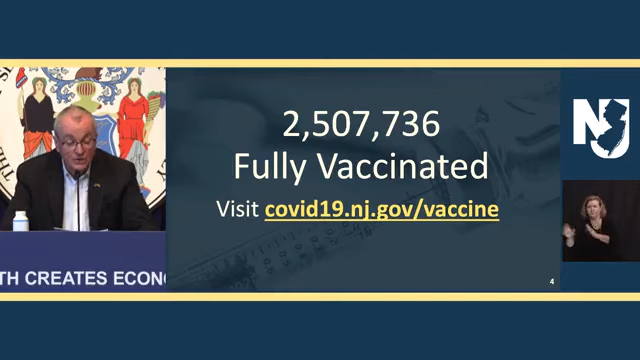 2,507,736
Fully Vaccinated
Visit covid19.nj.gov/vaccine
NJ
TH CREATES ECONO
4